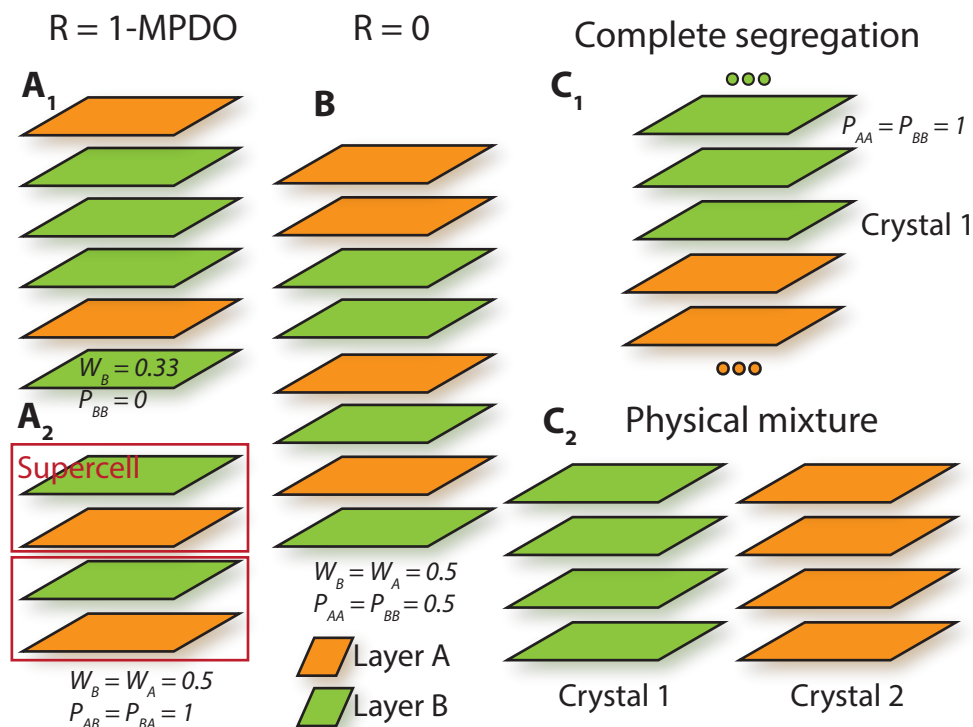 R = 1-MPDO
R = 0
Complete segregation
A1
B
C1
PAA = PBB = 1
Crystal 1
WB = 0.33
PBB = 0
A2
Supercell
WB = WA = 0.5
PAB = PBA = 1
WB = WA = 0.5
PAA = PBB = 0.5
Layer A
Layer B
C2
Physical mixture
Crystal 1
Crystal 2